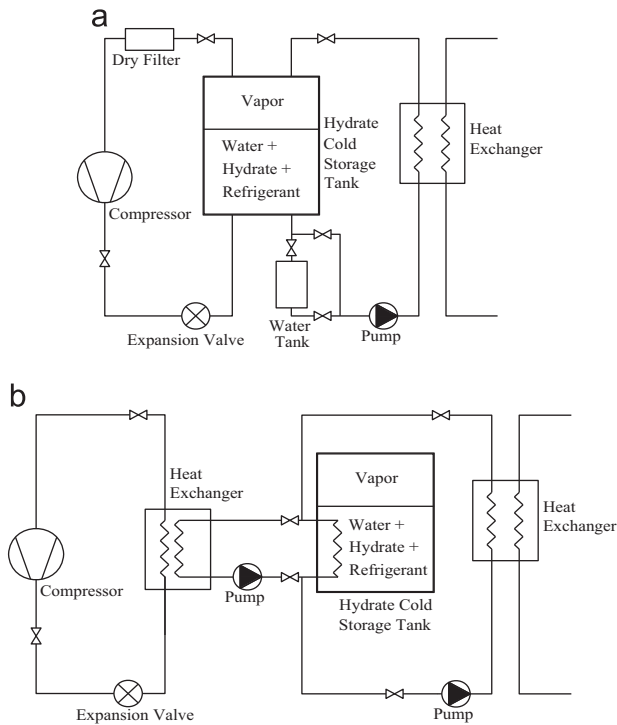 a
Dry Filter
Vapor
Water +
Hydrate +
Refrigerant
Hydrate
Cold
Storage
Tank
Heat
Exchanger
Compressor
Expansion Valve
Water
Tank
Pump
b
Heat
Exchanger
Vapor
Water +
Hydrate +
Refrigerant
Heat
Exchanger
Compressor
Pump
Hydrate Cold
Storage Tank
Expansion Valve
Pump